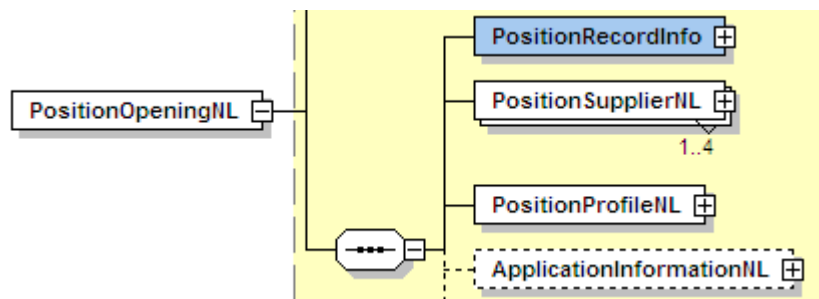 PositionRecordInfo
PositionSupplierNL
PositionOpeningNL
1..4
PositionProfileNL
ApplicationInformationNL